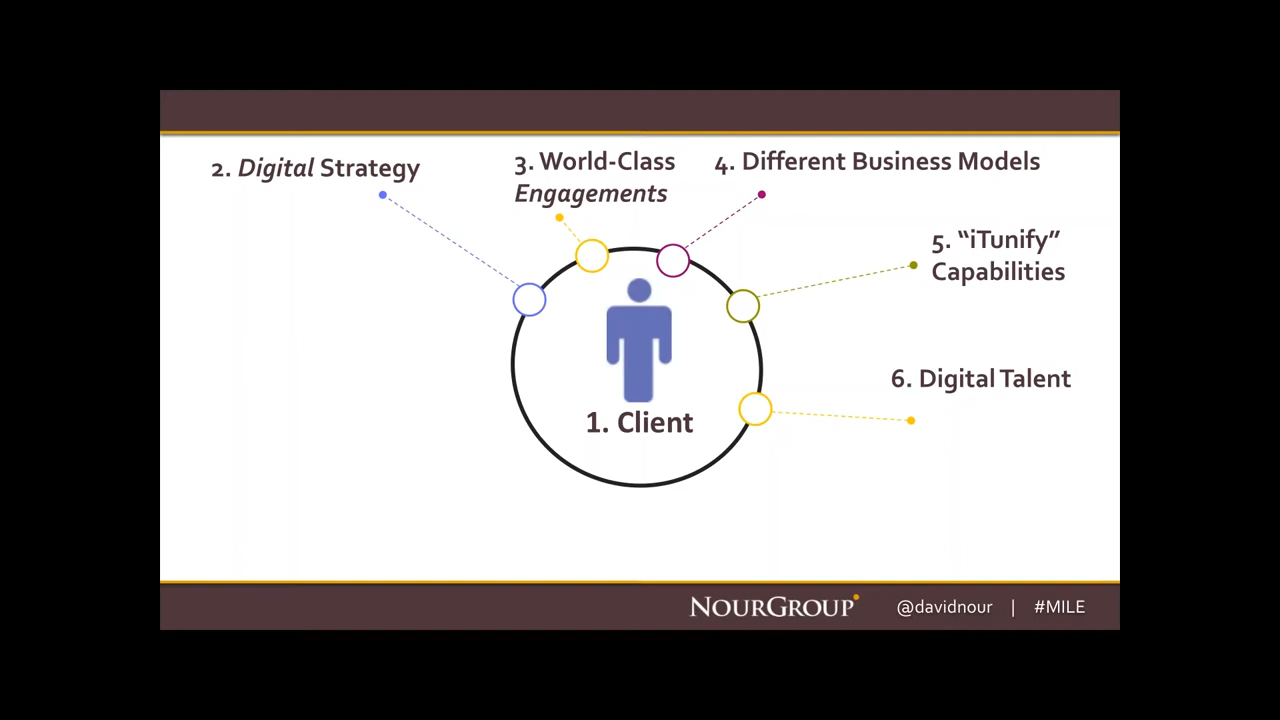 2. Digital Strategy
3. World-Class
Engagements
4. Different Business Models
5. “iTunify”
Capabilities
6. Digital Talent
1. Client
NOURGROUP
@davidnour | #MILE